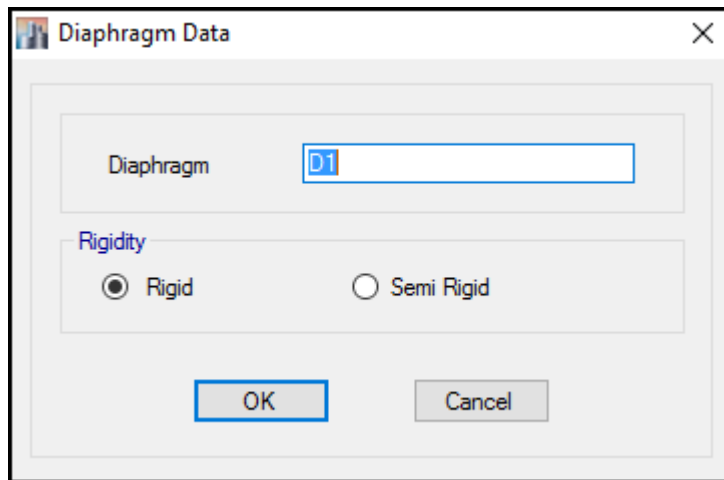 Diaphragm Data
Diaphragm D1
Rigidity
Rigid Semi Rigid
OK Cancel